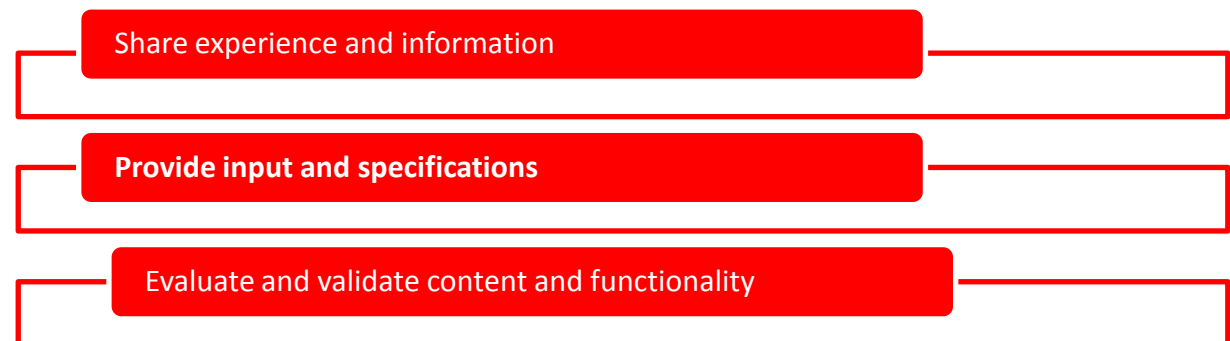 Share experience and information
Provide input and specifications
Evaluate and validate content and functionality